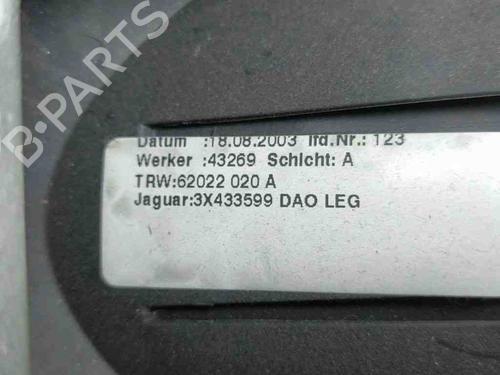 B-PARTS
Datum :18.08.2003 lfd.Nr.: 123
Werker :43269 Schicht: A
TRW:62022 020 A
Jaguar:3X433599 DAO LEG